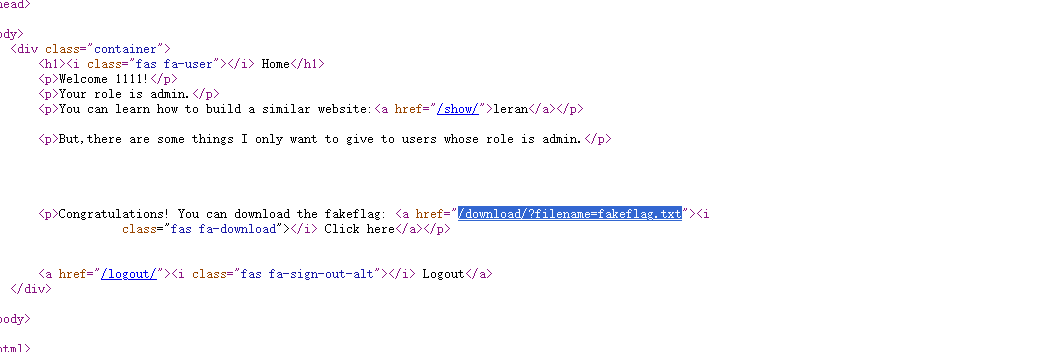 head>
ody>
<div class="container">
<h1><i class="fas fa-user"></i> Home</h1>
<p>Welcome 1111!</p>
<p>Your role is admin.</p>
<p>You can learn how to build a similar website:<a href="/show/">leran</a></p>
<p>But,there are some things I only want to give to users whose role is admin.</p>
<p>Congratulations! You can download the fakeflag: <a href="/download/?filename=fakeflag.txt"><i
class="fas fa-download"></i> Click here</a></p>
<a href="/logout/"><i class="fas fa-sign-out-alt"></i> Logout</a>
</div>
ody>
html>